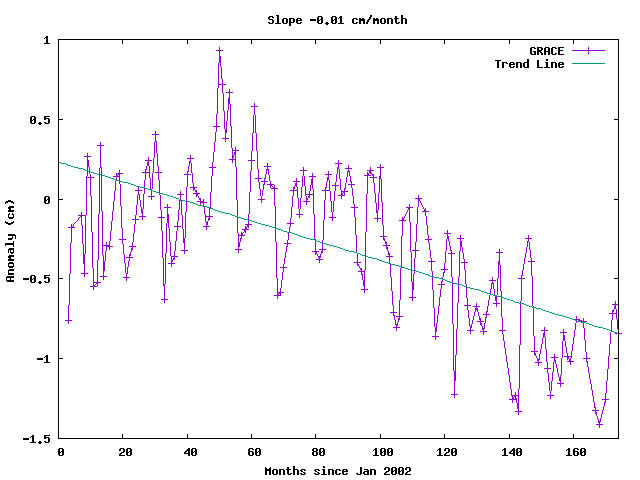 Slope -0.01 cm/month
GRACE
Trend Line
1
0.5
0
-0.5
-1
-1.5
Anomaly (cm)
0 20 40 60 80 100 120 140 160
Months since Jan 2002